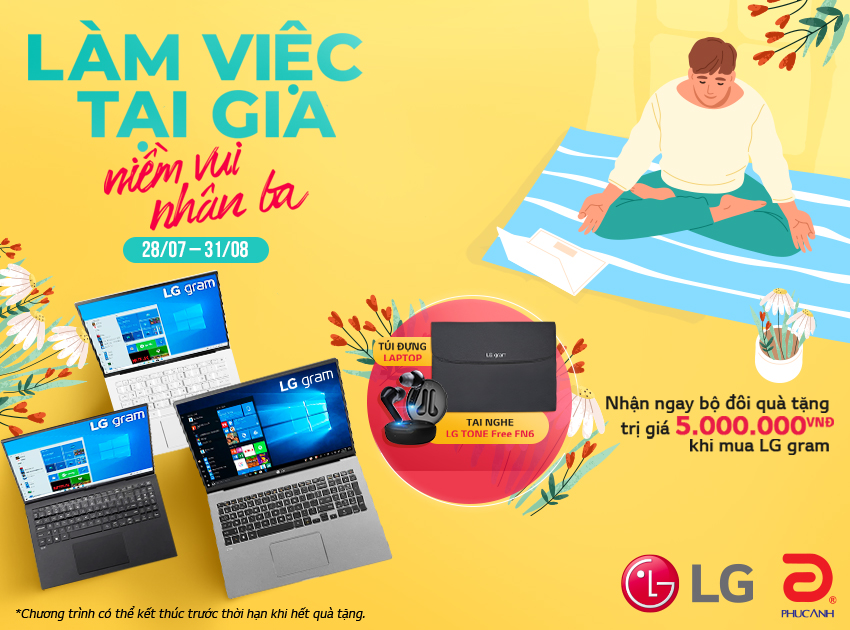 LÀM VIỆC
TẠI GIA
niềm vui
nhân ba
28/07 – 31/08
LG gram
LG gram
LG gram
TÚI ĐỰNG
LAPTOP
LG gram
TAI NGHE
LG TONE Free FN6
Nhận ngay bộ đôi quà tặng
trị giá 5.000.000VNĐ
khi mua LG gram
LG
PHUCANH®
*Chương trình có thể kết thúc trước thời hạn khi hết quà tặng.